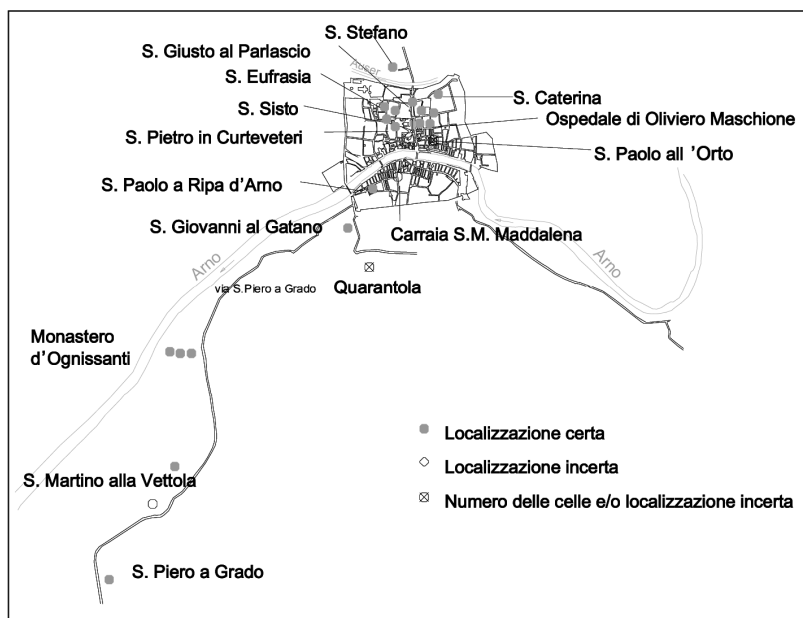 S. Stefano
S. Giusto al Parlascio
Auser
S. Eufrasia
S. Caterina
S. Sisto
Ospedale di Oliviero Maschione
S. Pietro in Curteveteri
S. Paolo all 'Orto
S. Paolo a Ripa d'Arno
S. Giovanni al Gatano
Carraia S.M. Maddalena
Arno
Arno
via S.Piero a Grado
Quarantola
Monastero
d'Ognissanti
Localizzazione certa
Localizzazione incerta
S. Martino alla Vettola
Numero delle celle e/o localizzazione incerta
S. Piero a Grado